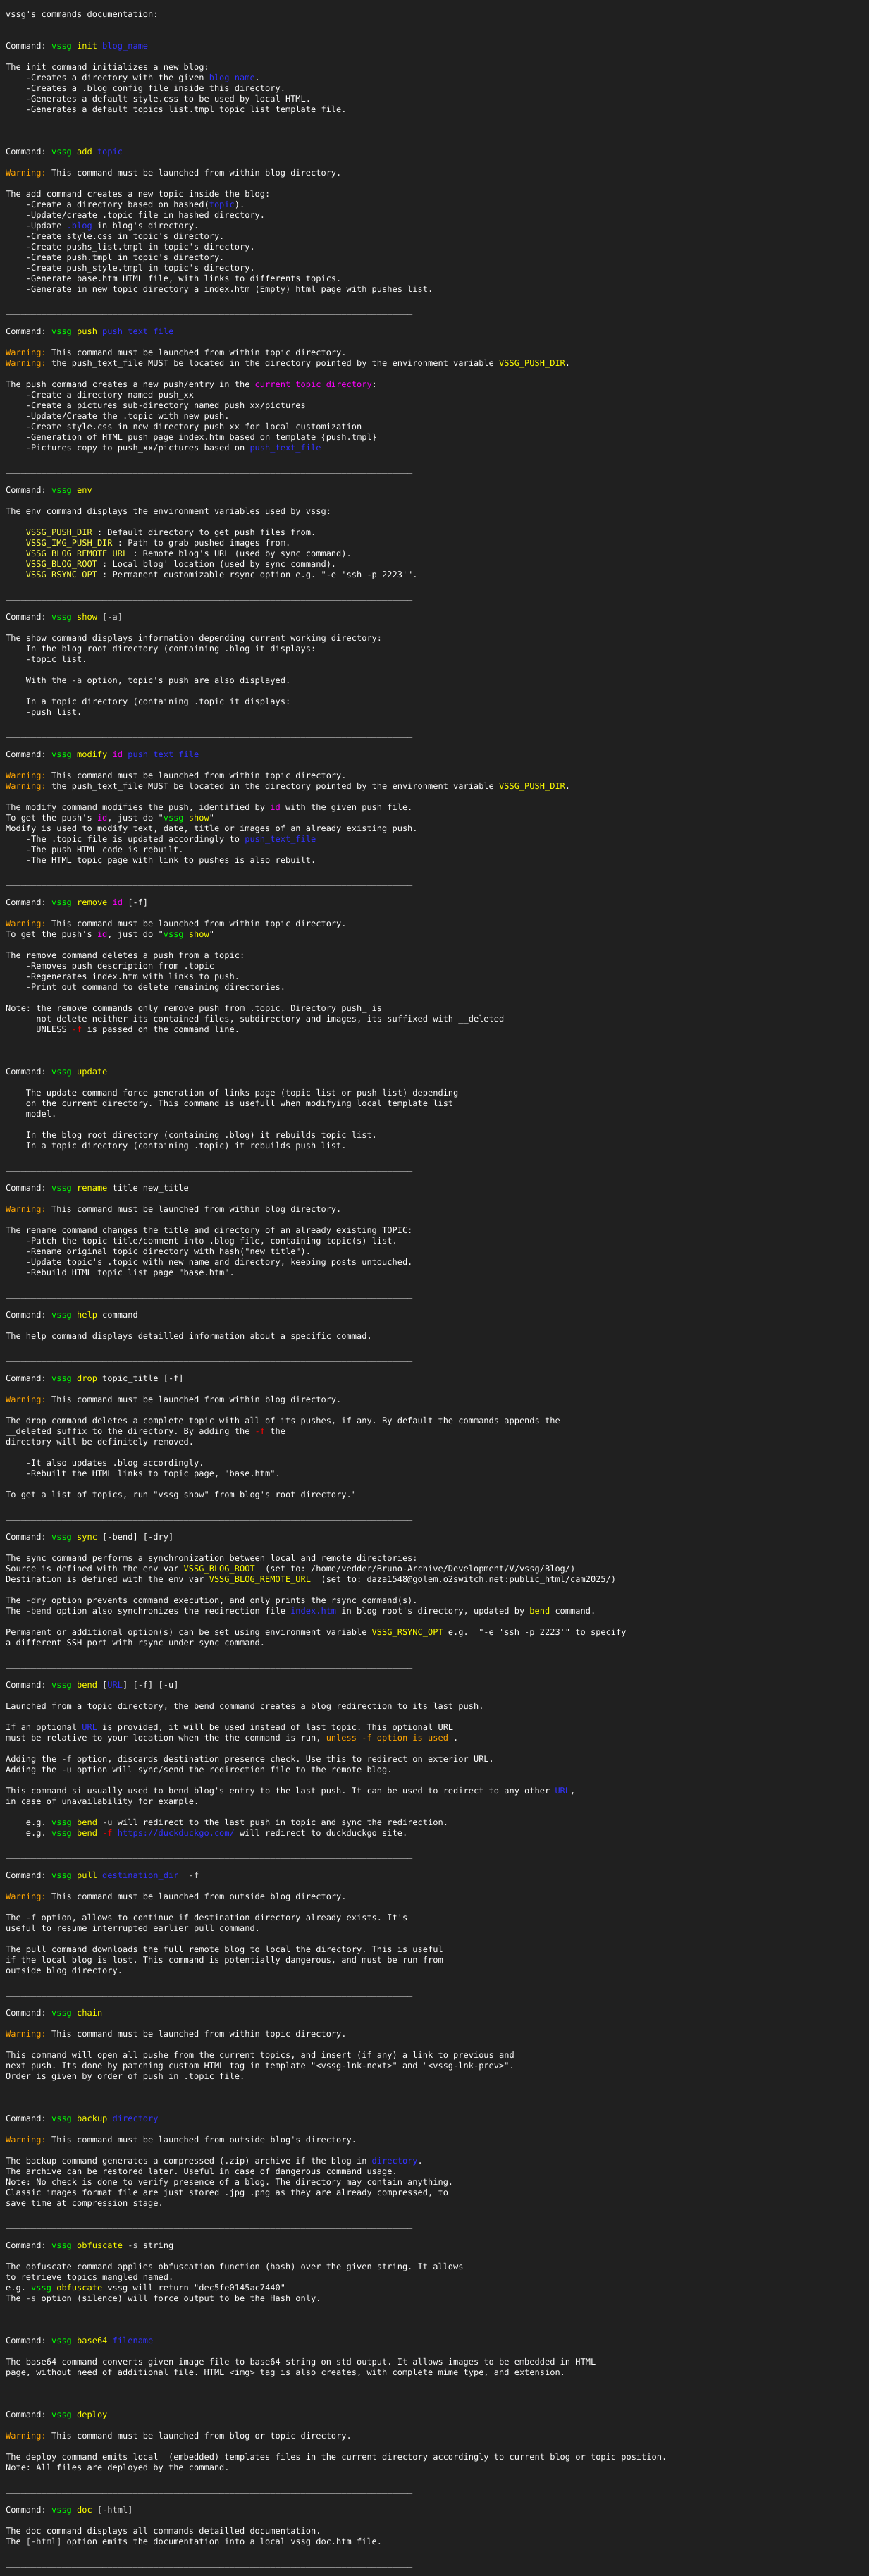 vssg's commands documentation:
Command: vssg init blog_name
The init command initializes a new blog:
-Creates a directory with the given blog_name.
-Creates a .blog config file inside this directory.
-Generates a default style.css to be used by local HTML.
-Generates a default topics_list.tmpl topic list template file.
Command: vssg add topic
Warning: This command must be launched from within blog directory.
The add command creates a new topic inside the blog:
-Create a directory based on hashed(topic).
-Update/create .topic file in hashed directory.
-Update .blog in blog's directory.
-Create style.css in topic's directory.
-Create pushs_list.tmpl in topic's directory.
-Create push.tmpl in topic's directory.
-Create push_style.tmpl in topic's directory.
-Generate base.htm HTML file, with links to differents topics.
-Generate in new topic directory a index.htm (Empty) html page with pushes list.
Command: vssg push push_text_file
Warning: This command must be launched from within topic directory.
Warning: the push_text_file MUST be located in the directory pointed by the environment variable VSSG_PUSH_DIR.
The push command creates a new push/entry in the current topic directory:
-Create a directory named push_xx
-Create a pictures sub-directory named push_xx/pictures
-Update/Create the .topic with new push.
-Create style.css in new directory push_xx for local customization
-Generation of HTML push page index.htm based on template {push.tmpl}
-Pictures copy to push_xx/pictures based on push_text_file
Command: vssg env
The env command displays the environment variables used by vssg:
VSSG_PUSH_DIR : Default directory to get push files from.
VSSG_IMG_PUSH_DIR : Path to grab pushed images from.
VSSG_BLOG_REMOTE_URL : Remote blog's URL (used by sync command).
VSSG_BLOG_ROOT : Local blog' location (used by sync command).
VSSG_RSYNC_OPT : Permanent customizable rsync option e.g. "-e 'ssh -p 2223'".
Command: vssg show [-a]
The show command displays information depending current working directory:
In the blog root directory (containing .blog it displays:
-topic list.
With the -a option, topic's push are also displayed.
In a topic directory (containing .topic it displays:
-push list.
Command: vssg modify id push_text_file
Warning: This command must be launched from within topic directory.
Warning: the push_text_file MUST be located in the directory pointed by the environment variable VSSG_PUSH_DIR.
The modify command modifies the push, identified by id with the given push file.
To get the push's id, just do "vssg show"
Modify is used to modify text, date, title or images of an already existing push.
-The .topic file is updated accordingly to push_text_file
-The push HTML code is rebuilt.
-The HTML topic page with link to pushes is also rebuilt.
Command: vssg remove id [-f]
Warning: This command must be launched from within topic directory.
To get the push's id, just do "vssg show"
The remove command deletes a push from a topic:
-Removes push description from .topic
-Regenerates index.htm with links to push.
-Print out command to delete remaining directories.
Note: the remove commands only remove push from .topic. Directory push_ is
not delete neither its contained files, subdirectory and images, its suffixed with __deleted
UNLESS -f is passed on the command line.
Command: vssg update
The update command force generation of links page (topic list or push list) depending
on the current directory. This command is usefull when modifying local template_list
model.
In the blog root directory (containing .blog) it rebuilds topic list.
In a topic directory (containing .topic) it rebuilds push list.
Command: vssg rename title new_title
Warning: This command must be launched from within blog directory.
The rename command changes the title and directory of an already existing TOPIC:
-Patch the topic title/comment into .blog file, containing topic(s) list.
-Rename original topic directory with hash("new_title").
-Update topic's .topic with new name and directory, keeping posts untouched.
-Rebuild HTML topic list page "base.htm".
Command: vssg help command
The help command displays detailled information about a specific commad.
Command: vssg drop topic_title [-f]
Warning: This command must be launched from within blog directory.
The drop command deletes a complete topic with all of its pushes, if any. By default the commands appends the
__deleted suffix to the directory. By adding the -f the
directory will be definitely removed.
-It also updates .blog accordingly.
-Rebuilt the HTML links to topic page, "base.htm".
To get a list of topics, run "vssg show" from blog's root directory."
Command: vssg sync [-bend] [-dry]
The sync command performs a synchronization between local and remote directories:
Source is defined with the env var VSSG_BLOG_ROOT  (set to: /home/vedder/Bruno-Archive/Development/V/vssg/Blog/)
Destination is defined with the env var VSSG_BLOG_REMOTE_URL  (set to: daza1548@golem.o2switch.net:public_html/cam2025/)
The -dry option prevents command execution, and only prints the rsync command(s).
The -bend option also synchronizes the redirection file index.htm in blog root's directory, updated by bend command.
Permanent or additional option(s) can be set using environment variable VSSG_RSYNC_OPT e.g.  "-e 'ssh -p 2223'" to specify
a different SSH port with rsync under sync command.
Command: vssg bend [URL] [-f] [-u]
Launched from a topic directory, the bend command creates a blog redirection to its last push.
If an optional URL is provided, it will be used instead of last topic. This optional URL
must be relative to your location when the the command is run, unless -f option is used .
Adding the -f option, discards destination presence check. Use this to redirect on exterior URL.
Adding the -u option will sync/send the redirection file to the remote blog.
This command si usually used to bend blog's entry to the last push. It can be used to redirect to any other URL,
in case of unavailability for example.
e.g. vssg bend -u will redirect to the last push in topic and sync the redirection.
e.g. vssg bend -f https://duckduckgo.com/ will redirect to duckduckgo site.
Command: vssg pull destination_dir  -f
Warning: This command must be launched from outside blog directory.
The -f option, allows to continue if destination directory already exists. It's
useful to resume interrupted earlier pull command.
The pull command downloads the full remote blog to local the directory. This is useful
if the local blog is lost. This command is potentially dangerous, and must be run from
outside blog directory.
Command: vssg chain
Warning: This command must be launched from within topic directory.
This command will open all pushe from the current topics, and insert (if any) a link to previous and
next push. Its done by patching custom HTML tag in template "<vssg-lnk-next>" and "<vssg-lnk-prev>".
Order is given by order of push in .topic file.
Command: vssg backup directory
Warning: This command must be launched from outside blog's directory.
The backup command generates a compressed (.zip) archive if the blog in directory.
The archive can be restored later. Useful in case of dangerous command usage.
Note: No check is done to verify presence of a blog. The directory may contain anything.
Classic images format file are just stored .jpg .png as they are already compressed, to
save time at compression stage.
Command: vssg obfuscate -s string
The obfuscate command applies obfuscation function (hash) over the given string. It allows
to retrieve topics mangled named.
e.g. vssg obfuscate vssg will return "dec5fe0145ac7440"
The -s option (silence) will force output to be the Hash only.
Command: vssg base64 filename
The base64 command converts given image file to base64 string on std output. It allows images to be embedded in HTML
page, without need of additional file. HTML <img> tag is also creates, with complete mime type, and extension.
Command: vssg deploy
Warning: This command must be launched from blog or topic directory.
The deploy command emits local  (embedded) templates files in the current directory accordingly to current blog or topic position.
Note: All files are deployed by the command.
Command: vssg doc [-html]
The doc command displays all commands detailled documentation.
The [-html] option emits the documentation into a local vssg_doc.htm file.